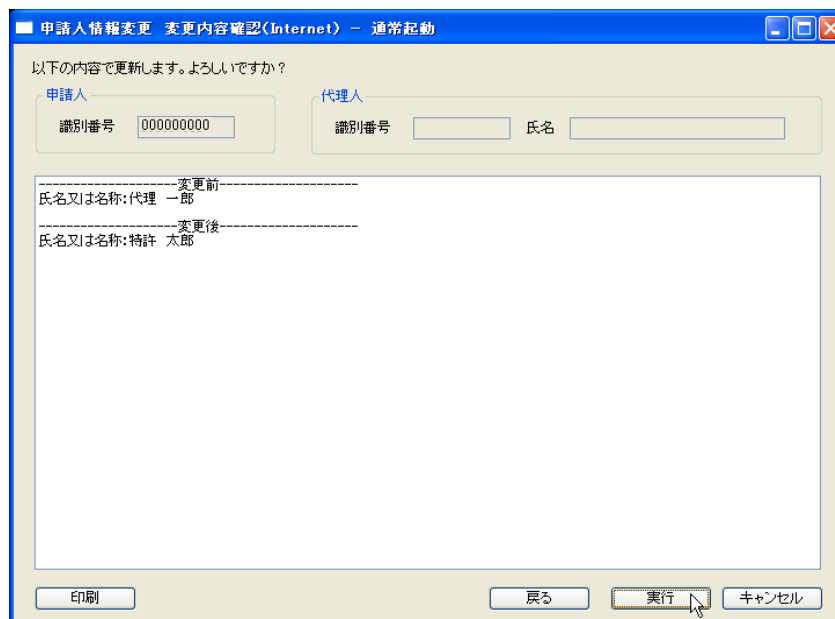 申請人情報変更 変更内容確認(Internet) － 通常起動
以下の内容で更新します。よろしいですか？
申請人
識別番号 000000000
代理人
識別番号 氏名
--------------------変更前--------------------
氏名又は名称:代理 一郎
--------------------変更後--------------------
氏名又は名称:特許 太郎
印刷 戻る 実行 キャンセル